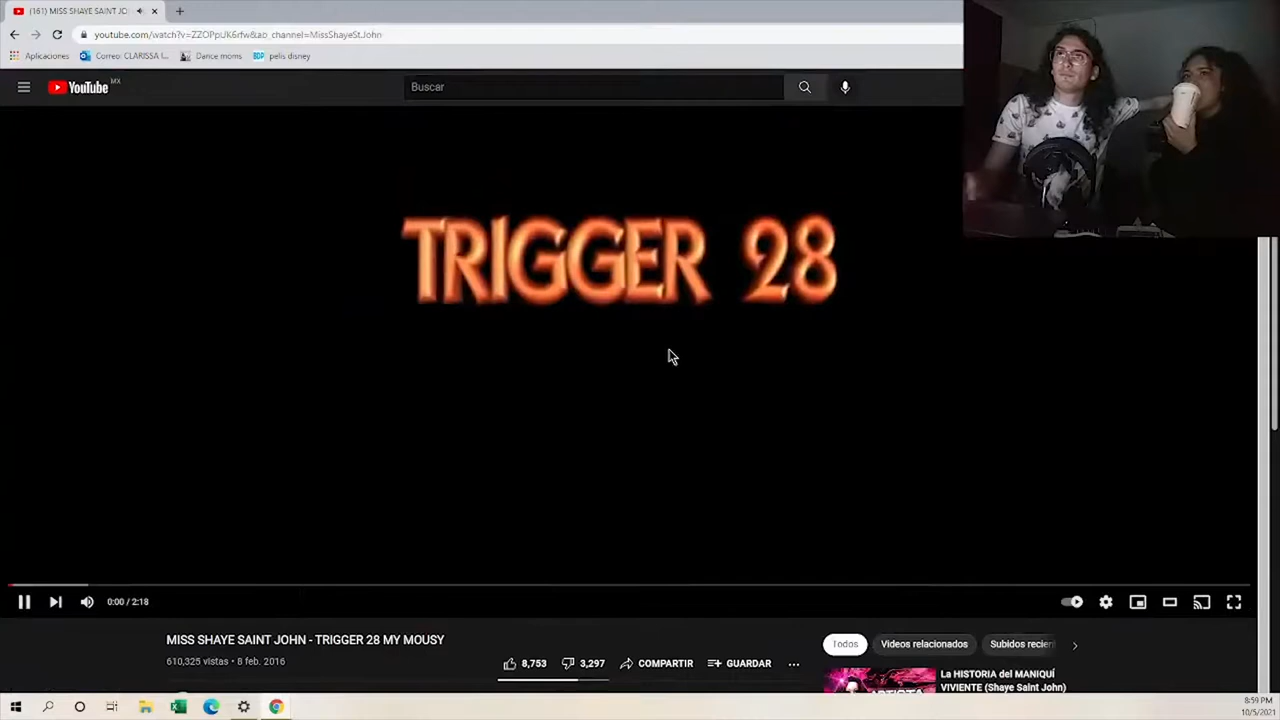 (161) MISS SHAYE SAINT JO
youtube.com/watch?v=ZZOPpUK6rfw&ab_channel=MissShayeSt.John
Aplicaciones
Correo: CLARISSA I...
Dance moms
BDP
pelis disney
YouTube MX
Buscar
TRIGGER 28
0:00 / 2:18
MISS SHAYE SAINT JOHN - TRIGGER 28 MY MOUSY
610,325 vistas • 8 feb. 2016
8,753
3,297
COMPARTIR
GUARDAR
Todos
Videos relacionados
Subidos recien
La HISTORIA del MANIQUÍ
VIVIENTE (Shaye Saint John)
8:59 PM
10/5/2021